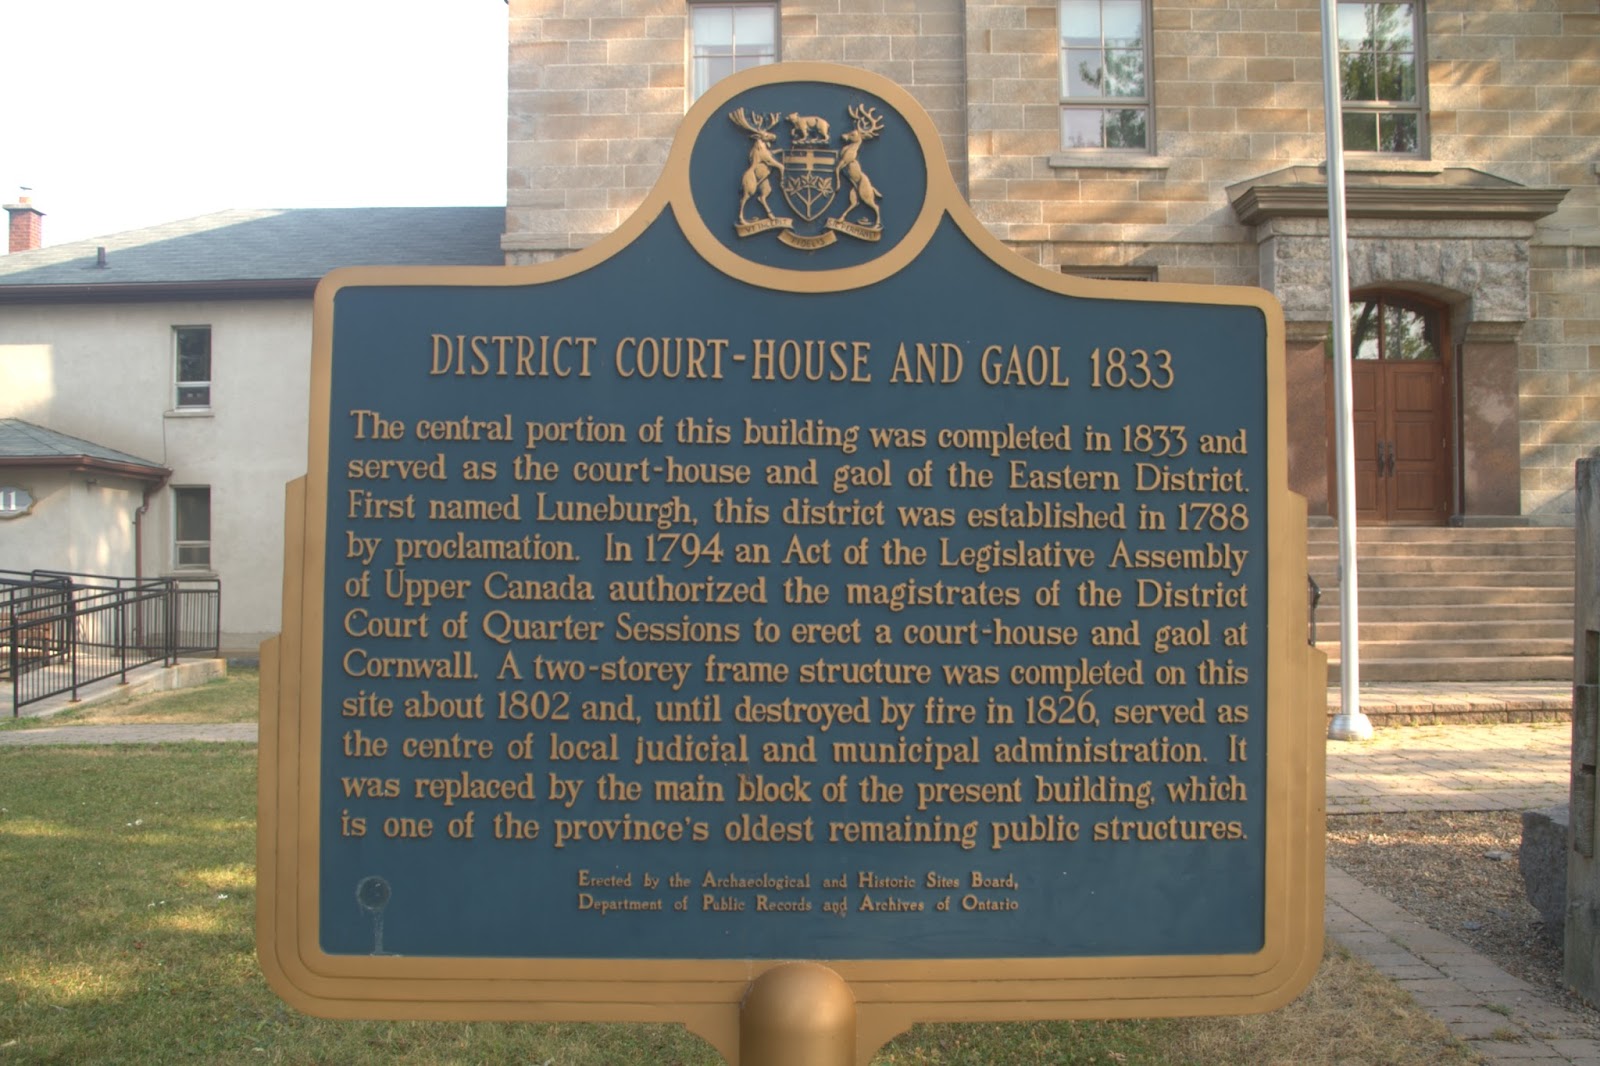 DISTRICT COURT-HOUSE AND GAOL 1833
The central portion of this building was completed in 1833 and
served as the court-house and gaol of the Eastern District.
First named Luneburgh, this district was established in 1788
by proclamation. In 1794 an Act of the Legislative Assembly
of Upper Canada authorized the magistrates of the District
Court of Quarter Sessions to erect a court-house and gaol at
Cornwall. A two-storey frame structure was completed on this
site about 1802 and, until destroyed by fire in 1826, served as
the centre of local judicial and municipal administration. It
was replaced by the main block of the present building, which
is one of the province's oldest remaining public structures.
Erected by the Archaeological and Historic Sites Board,
Department of Public Records and Archives of Ontario
11